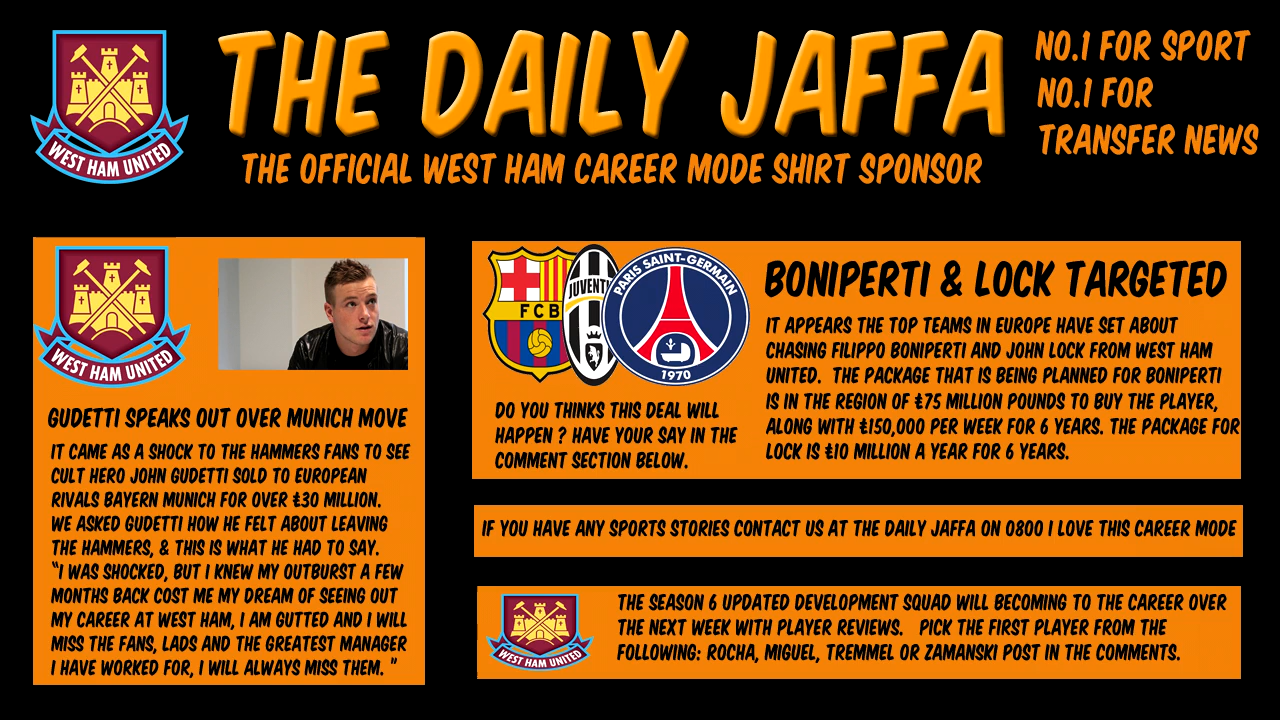 WEST HAM UNITED
THE DAILY JAFFA
THE OFFICIAL WEST HAM CAREER MODE SHIRT SPONSOR
NO.1 FOR SPORT
NO.1 FOR
TRANSFER NEWS
WEST HAM UNITED
GUDETTI SPEAKS OUT OVER MUNICH MOVE
IT CAME AS A SHOCK TO THE HAMMERS FANS TO SEE
CULT HERO JOHN GUDETTI SOLD TO EUROPEAN
RIVALS BAYERN MUNICH FOR OVER £30 MILLION.
WE ASKED GUDETTI HOW HE FELT ABOUT LEAVING
THE HAMMERS, & THIS IS WHAT HE HAD TO SAY.
"I WAS SHOCKED, BUT I KNEW MY OUTBURST A FEW
MONTHS BACK COST ME MY DREAM OF SEEING OUT
MY CAREER AT WEST HAM, I AM GUTTED AND I WILL
MISS THE FANS, LADS AND THE GREATEST MANAGER
I HAVE WORKED FOR, I WILL ALWAYS MISS THEM. "
FCB
JUVENT
PARIS SAINT-GERMAIN
1970
DO YOU THINKS THIS DEAL WILL
HAPPEN ? HAVE YOUR SAY IN THE
COMMENT SECTION BELOW.
BONIPERTI & LOCK TARGETED
IT APPEARS THE TOP TEAMS IN EUROPE HAVE SET ABOUT
CHASING FILIPPO BONIPERTI AND JOHN LOCK FROM WEST HAM
UNITED. THE PACKAGE THAT IS BEING PLANNED FOR BONIPERTI
IS IN THE REGION OF £75 MILLION POUNDS TO BUY THE PLAYER,
ALONG WITH £150,000 PER WEEK FOR 6 YEARS. THE PACKAGE FOR
LOCK IS £10 MILLION A YEAR FOR 6 YEARS.
IF YOU HAVE ANY SPORTS STORIES CONTACT US AT THE DAILY JAFFA ON 0800 I LOVE THIS CAREER MODE
WEST HAM UNITED
THE SEASON 6 UPDATED DEVELOPMENT SQUAD WILL BECOMING TO THE CAREER OVER
THE NEXT WEEK WITH PLAYER REVIEWS. PICK THE FIRST PLAYER FROM THE
FOLLOWING: ROCHA, MIGUEL, TREMMEL OR ZAMANSKI POST IN THE COMMENTS.